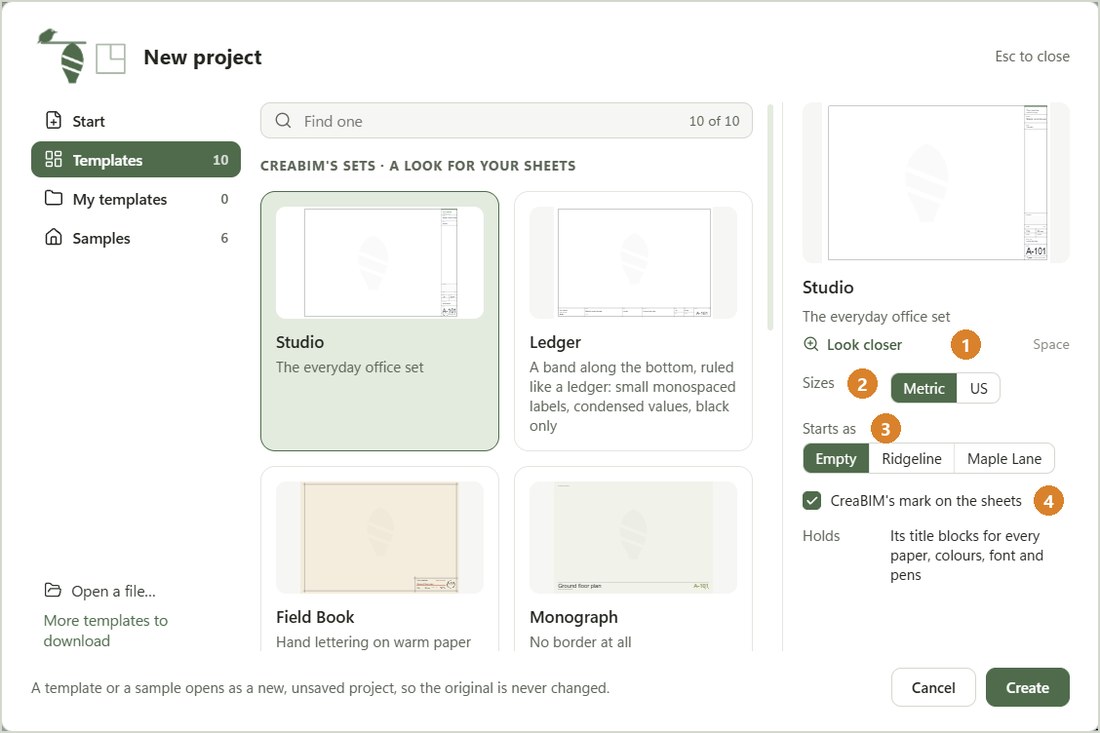 New project
Esc to close
Start
Templates 10
My templates 0
Samples 6
Open a file...
More templates to
download
Find one
10 of 10
CREABIM'S SETS · A LOOK FOR YOUR SHEETS
A-101
Studio
The everyday office set
A-101
Ledger
A band along the bottom, ruled
like a ledger: small monospaced
labels, condensed values, black
only
Field Book
Hand lettering on warm paper
Ground floor plan
A-101
Monograph
No border at all
A-101
Studio
The everyday office set
Look closer
1
Space
Sizes
2
Metric
US
Starts as
3
Empty
Ridgeline
Maple Lane
CreaBIM's mark on the sheets
4
Holds
Its title blocks for every
paper, colours, font and
pens
A template or a sample opens as a new, unsaved project, so the original is never changed.
Cancel
Create